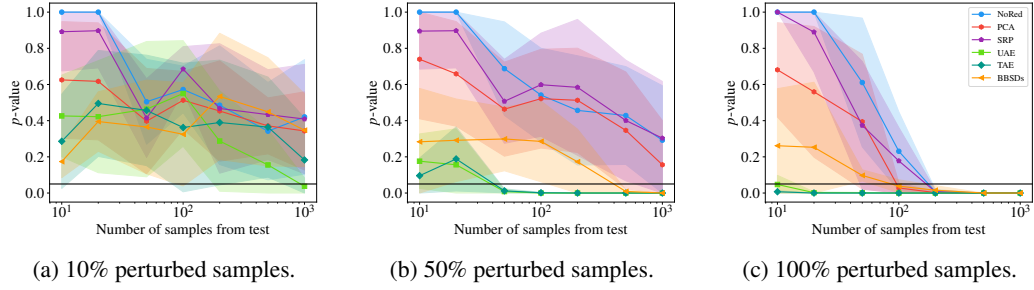 1.0
0.8
0.6
0.4
0.2
0.0
p-value
10¹
10²
10³
Number of samples from test
(a) 10% perturbed samples.
1.0
0.8
0.6
0.4
0.2
0.0
p-value
10¹
10²
10³
Number of samples from test
(b) 50% perturbed samples.
1.0
0.8
0.6
0.4
0.2
0.0
p-value
10¹
10²
10³
Number of samples from test
NoRed
PCA
SRP
UAE
TAE
BBSDs
(c) 100% perturbed samples.